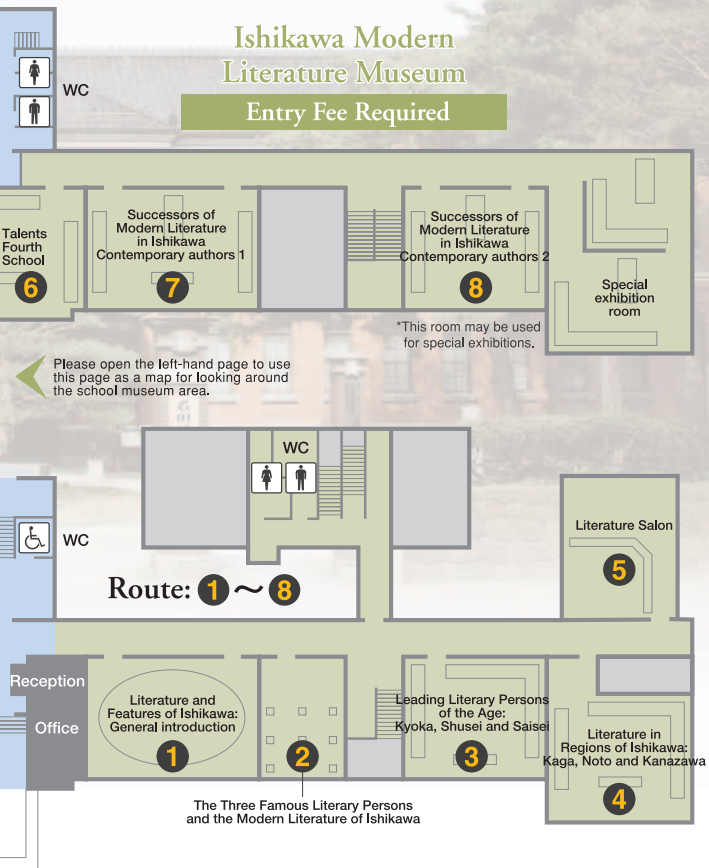 Ishikawa Modern
Literature Museum
Entry Fee Required
WC
Talents
Fourth
School
6
Successors of
Modern Literature
in Ishikawa
Contemporary authors 1
7
Successors of
Modern Literature
in Ishikawa
Contemporary authors 2
8
Special
exhibition
room
*This room may be used
for special exhibitions.
Please open the left-hand page to use
this page as a map for looking around
the school museum area.
WC
WC
Literature Salon
5
Route: 1 ~ 8
Reception
Office
Literature and
Features of Ishikawa:
General introduction
1
2
The Three Famous Literary Persons
and the Modern Literature of Ishikawa
Leading Literary Persons
of the Age:
Kyoka, Shusei and Saisei
3
Literature in
Regions of Ishikawa:
Kaga, Noto and Kanazawa
4